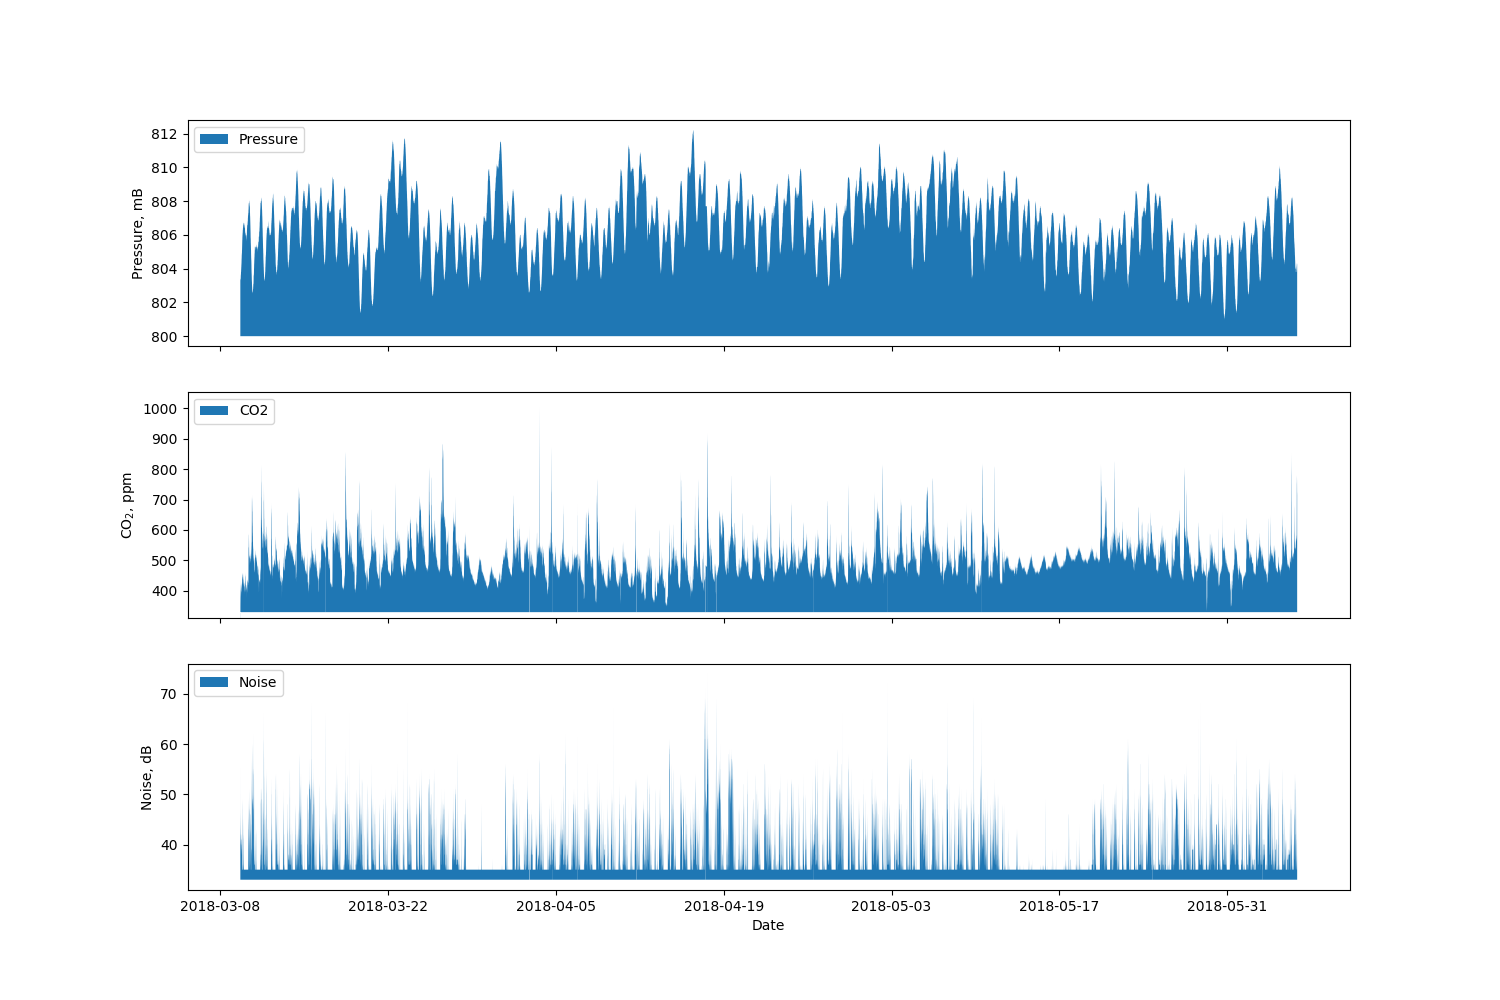 Pressure
Pressure, mB
812
810
808
806
804
802
800
CO2
CO₂, ppm
1000
900
800
700
600
500
400
Noise
Noise, dB
70
60
50
40
2018-03-08 2018-03-22 2018-04-05 2018-04-19 2018-05-03 2018-05-17 2018-05-31
Date